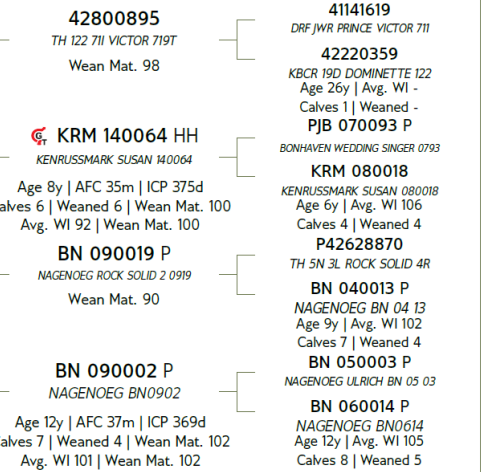 42800895
TH 122 71I VICTOR 719T
Wean Mat. 98
KRM 140064 HH
KENRUSSMARK SUSAN 140064
Age 8y | AFC 35m | ICP 375d
alves 6 | Weaned 6 | Wean Mat. 100
Avg. WI 92 | Wean Mat. 100
BN 090019 P
NAGENOEG ROCK SOLID 2 0919
Wean Mat. 90
BN 090002 P
NAGENOEG BN0902
Age 12y | AFC 37m | ICP 369d
alves 7 | Weaned 4 | Wean Mat. 102
Avg. WI 101 | Wean Mat. 102
41141619
DRF JWR PRINCE VICTOR 711
42220359
KBCR 19D DOMINETTE 122
Age 26y | Avg. WI -
Calves 1 | Weaned -
PJB 070093 P
BONHAVEN WEDDING SINGER 0793
KRM 080018
KENRUSSMARK SUSAN 080018
Age 6y | Avg. WI 106
Calves 4 | Weaned 4
P42628870
TH 5N 3L ROCK SOLID 4R
BN 040013 P
NAGENOEG BN 04 13
Age 9y | Avg. WI 102
Calves 7 | Weaned 4
BN 050003 P
NAGENOEG ULRICH BN 05 03
BN 060014 P
NAGENOEG BN0614
Age 12y | Avg. WI 105
Calves 8 | Weaned 5